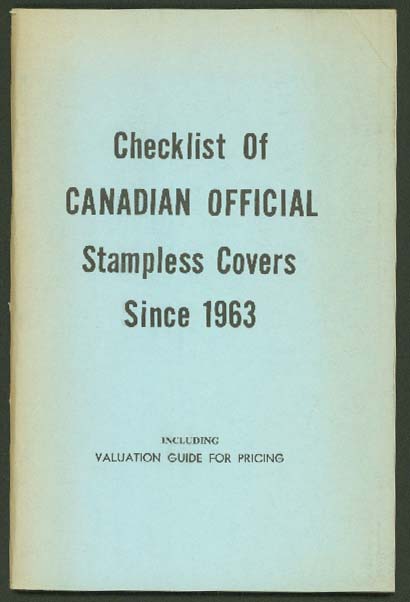 Checklist Of
CANADIAN OFFICIAL
Stampless Covers
Since 1963
INCLUDING
VALUATION GUIDE FOR PRICING